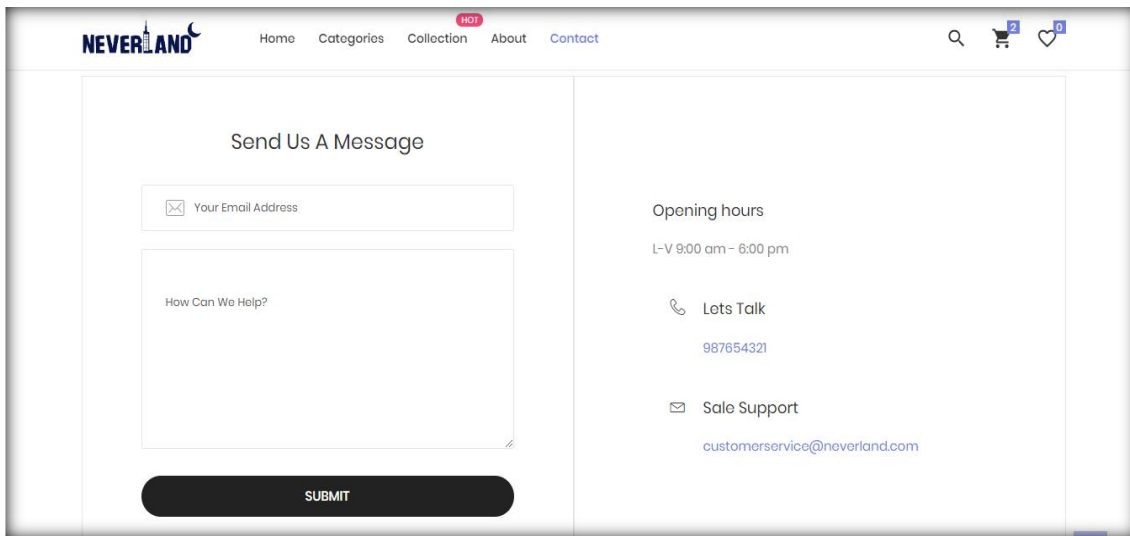 NEVERLAND
Home Categories Collection HOT About Contact
2
0
Send Us A Message
Your Email Address
How Can We Help?
SUBMIT
Opening hours
L-V 9:00 am - 6:00 pm
Lets Talk
987654321
Sale Support
customerservice@neverland.com